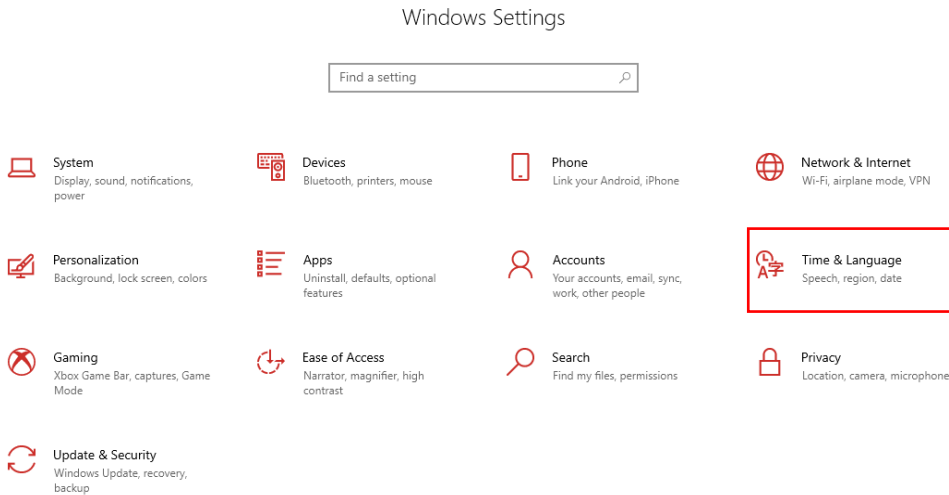 Windows Settings
Find a setting
System
Display, sound, notifications,
power
Devices
Bluetooth, printers, mouse
Phone
Link your Android, iPhone
Network & Internet
Wi-Fi, airplane mode, VPN
Personalization
Background, lock screen, colors
Apps
Uninstall, defaults, optional
features
Accounts
Your accounts, email, sync,
work, other people
A字
Time & Language
Speech, region, date
Gaming
Xbox Game Bar, captures, Game
Mode
Ease of Access
Narrator, magnifier, high
contrast
Search
Find my files, permissions
Privacy
Location, camera, microphone
Update & Security
Windows Update, recovery,
backup